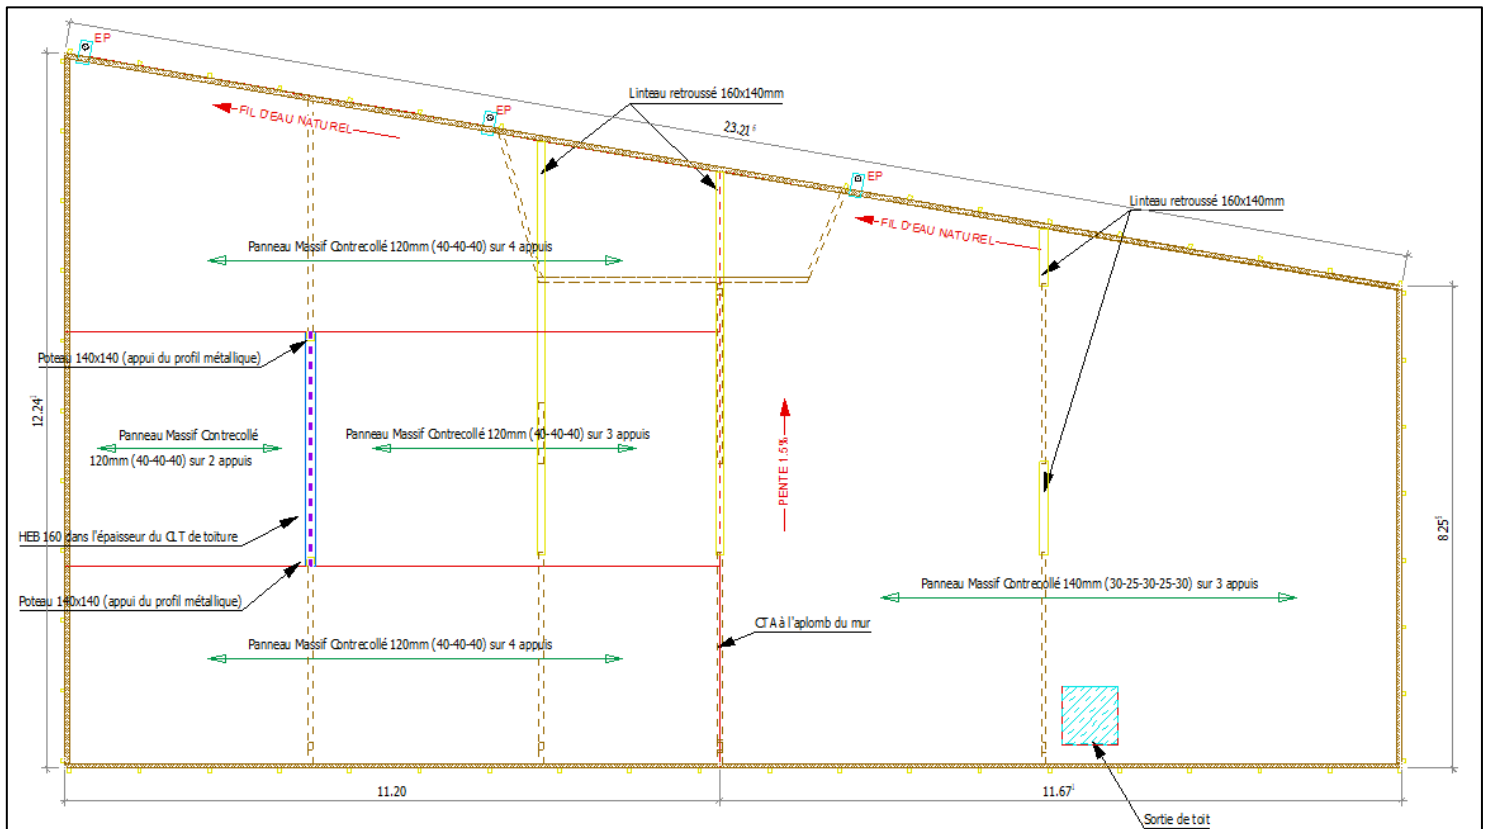 EP
Linteau retroussé 160x140mm
EP
FIL D'EAU NATUREL
23.21⁶
EP
Linteau retroussé 160x140mm
FIL D'EAU NATUREL
Panneau Massif Contrecollé 120mm (40-40-40) sur 4 appuis
Poteau 140x140 (appui du profil métallique)
12.24¹
Panneau Massif Contrecollé
120mm (40-40-40) sur 2 appuis
Panneau Massif Contrecollé 120mm (40-40-40) sur 3 appuis
PENTE 1.5%
HEB 160 dans l'épaisseur du CLT de toiture
8.25⁵
Panneau Massif Contrecollé 140mm (30-25-30-25-30) sur 3 appuis
Poteau 140x140 (appui du profil métallique)
CTA à l'aplomb du mur
Panneau Massif Contrecollé 120mm (40-40-40) sur 4 appuis
11.20
11.67¹
Sortie de toit